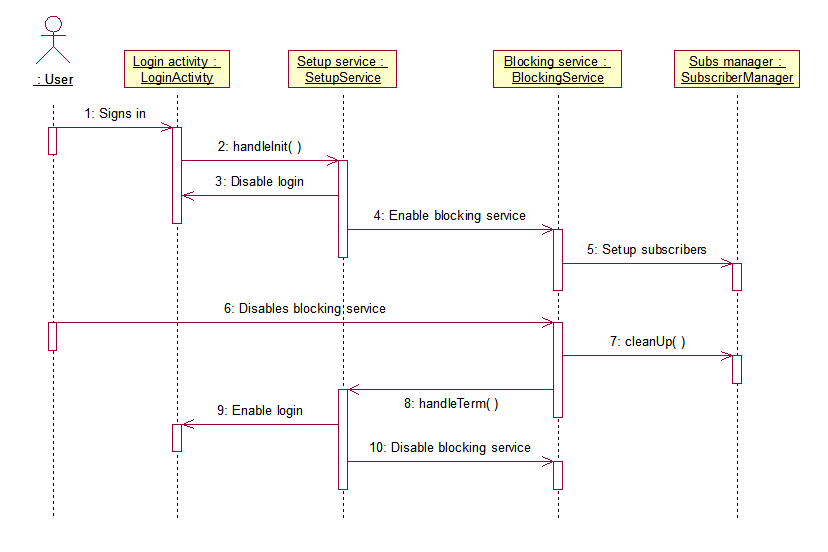 : User
Login activity :
LoginActivity
Setup service :
SetupService
Blocking service :
BlockingService
Subs manager :
SubscriberManager
1: Signs in
2: handleInit( )
3: Disable login
4: Enable blocking service
5: Setup subscribers
6: Disables blocking service
7: cleanUp( )
8: handleTerm( )
9: Enable login
10: Disable blocking service